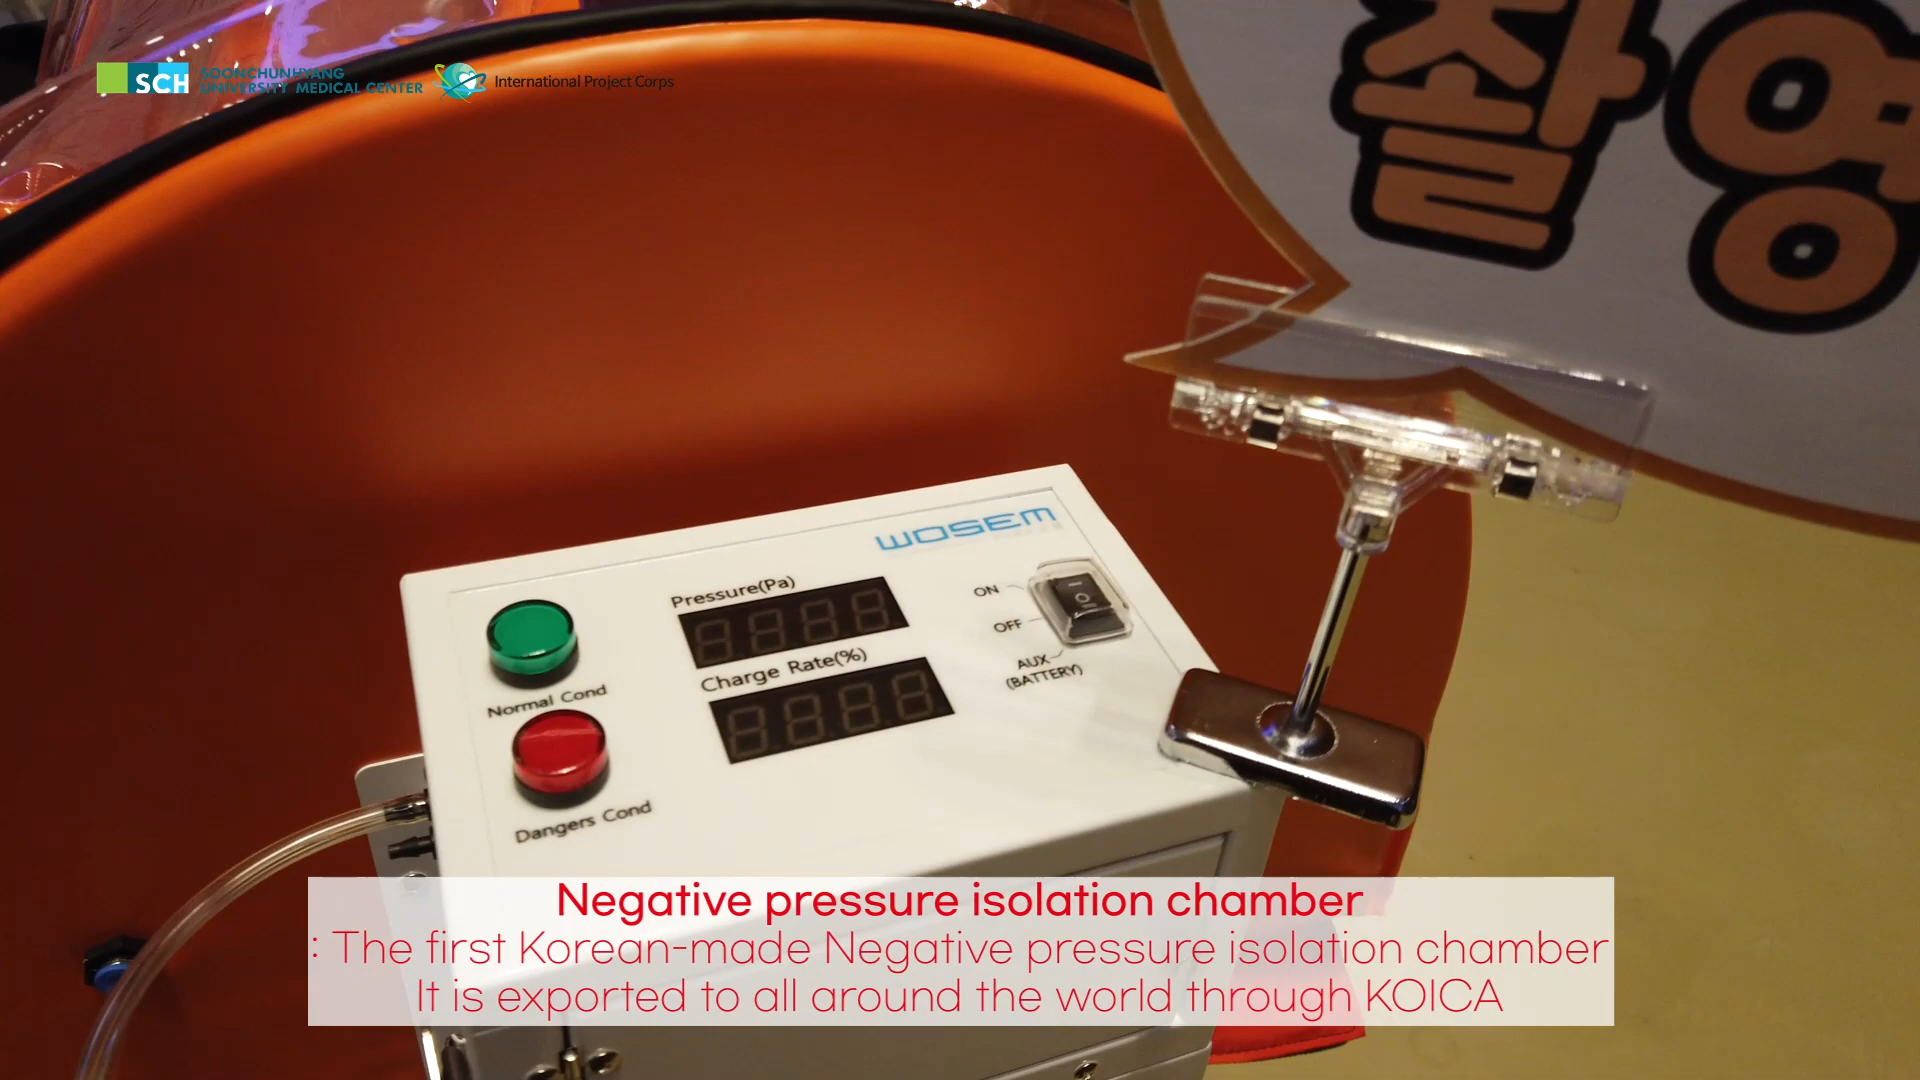 SCH
SOONCHUNHYANG
UNIVERSITY MEDICAL CENTER
International Project Corps
촬영
WOSEM
Pressure(Pa)
ON
OFF
AUX
(BATTERY)
Charge Rate(%)
Normal Cond
Dangers Cond
Negative pressure isolation chamber
: The first Korean-made Negative pressure isolation chamber
It is exported to all around the world through KOICA